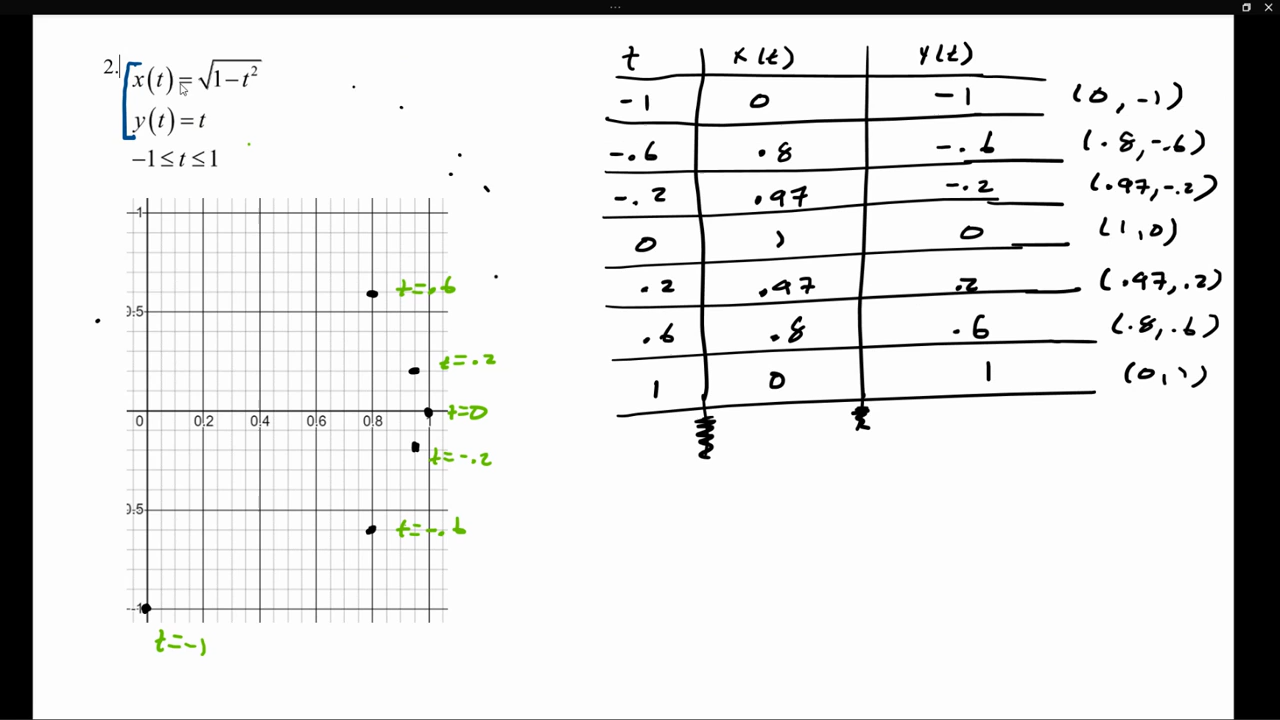 2.
x(t) = √1−t²
y(t) = t
−1 ≤ t ≤ 1
t x(t) y(t)
-1 0 -1 (0, -1)
-.6 .8 -.6 (.8, -.6)
-.2 .97 -.2 (.97, -.2)
0 1 0 (1, 0)
.2 .97 .2 (.97, .2)
.6 .8 .6 (.8, .6)
1 0 1 (0, 1)
1
t=.6
0.5
t=.2
t=0
0 0.2 0.4 0.6 0.8 1
t=-.2
0.5
t=-.6
-1
t=-1